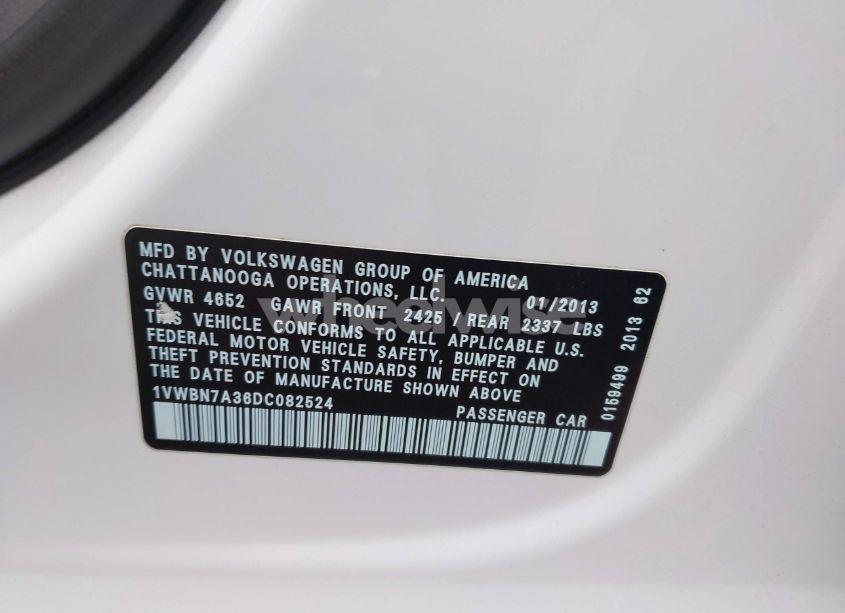 MFD BY VOLKSWAGEN GROUP OF AMERICA
CHATTANOOGA OPERATIONS, LLC. 01/2013
GVWR 4652 GAWR FRONT 2425 / REAR 2337 LBS
THIS VEHICLE CONFORMS TO ALL APPLICABLE U.S.
FEDERAL MOTOR VEHICLE SAFETY, BUMPER AND
THEFT PREVENTION STANDARDS IN EFFECT ON
THE DATE OF MANUFACTURE SHOWN ABOVE
1VWBN7A36DC082524 PASSENGER CAR
0159499 2013 62
wheelwise